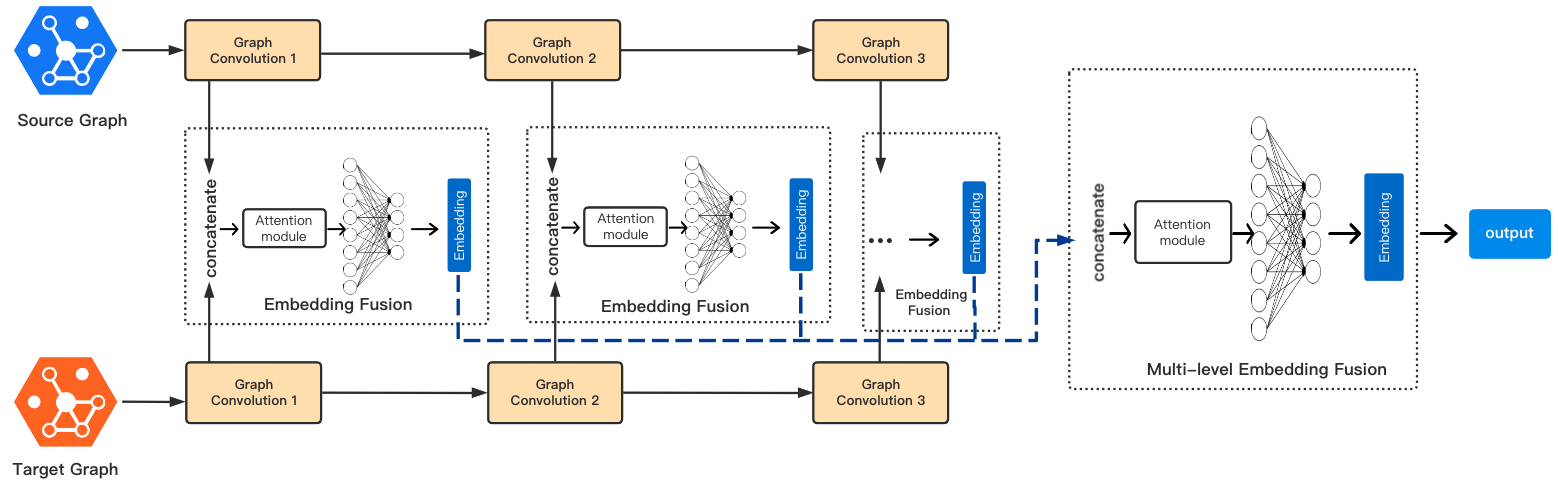 Source Graph
Graph
Convolution 1
Graph
Convolution 2
Graph
Convolution 3
concatenate
Attention
module
Embedding
Embedding Fusion
concatenate
Attention
module
Embedding
Embedding Fusion
...
Embedding
Embedding
Fusion
concatenate
Attention
module
Embedding
Multi-level Embedding Fusion
output
Target Graph
Graph
Convolution 1
Graph
Convolution 2
Graph
Convolution 3